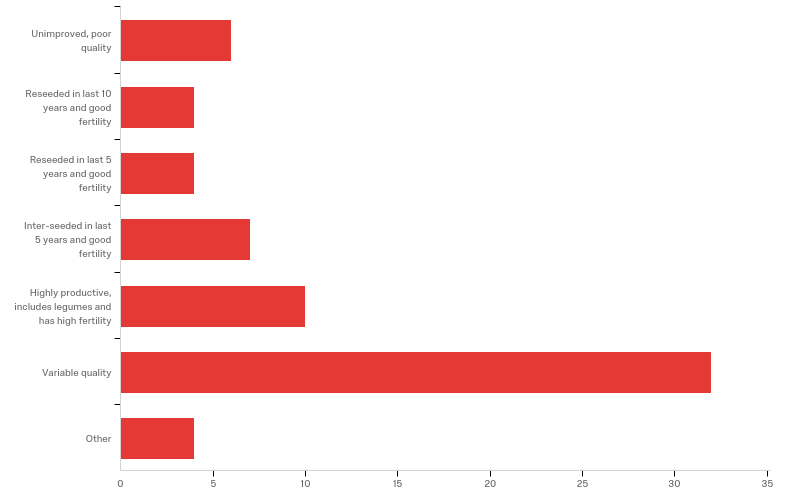 Unimproved, poor
quality
Reseeded in last 10
years and good
fertility
Reseeded in last 5
years and good
fertility
Inter-seeded in last
5 years and good
fertility
Highly productive,
includes legumes and
has high fertility
Variable quality
Other
0 5 10 15 20 25 30 35